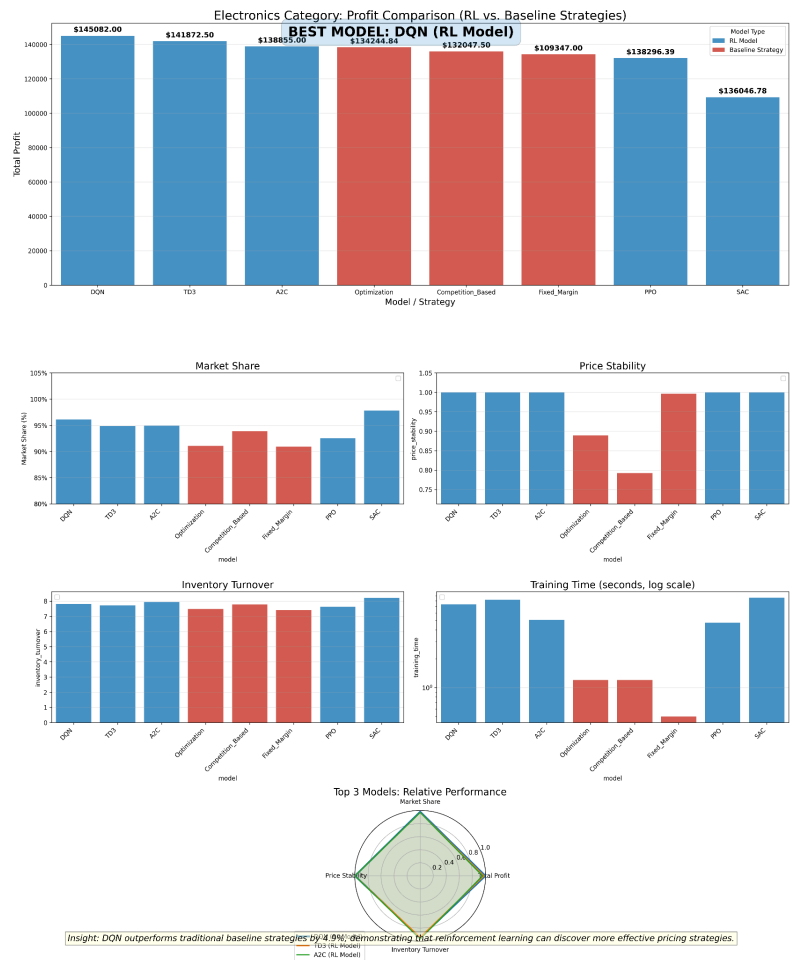 Electronics Category: Profit Comparison (RL vs. Baseline Strategies)
BEST MODEL: DQN (RL Model)
$145082.00
$141872.50
$138855.00
$134244.84
$132047.50
$109347.00
$138296.39
$136046.78
Model Type
RL Model
Baseline Strategy
Total Profit
140000
120000
100000
80000
60000
40000
20000
0
DQN
TD3
A2C
Optimization
Competition_Based
Fixed_Margin
PPO
SAC
Model / Strategy
Market Share
Market Share (%)
105%
100%
95%
90%
85%
80%
DQN
TD3
A2C
Optimization
Competition_Based
Fixed_Margin
PPO
SAC
model
Price Stability
price_stability
1.05
1.00
0.95
0.90
0.85
0.80
0.75
DQN
TD3
A2C
Optimization
Competition_Based
Fixed_Margin
PPO
SAC
model
Inventory Turnover
inventory_turnover
8
7
6
5
4
3
2
1
0
DQN
TD3
A2C
Optimization
Competition_Based
Fixed_Margin
PPO
SAC
model
Training Time (seconds, log scale)
training_time
10⁰
DQN
TD3
A2C
Optimization
Competition_Based
Fixed_Margin
PPO
SAC
model
Top 3 Models: Relative Performance
Market Share
1.0
0.8
0.6
0.4
0.2
Price Stability
Total Profit
Insight: DQN outperforms traditional baseline strategies by 4.9%, demonstrating that reinforcement learning can discover more effective pricing strategies.
TD3 (RL Model)
A2C (RL Model)
Inventory Turnover